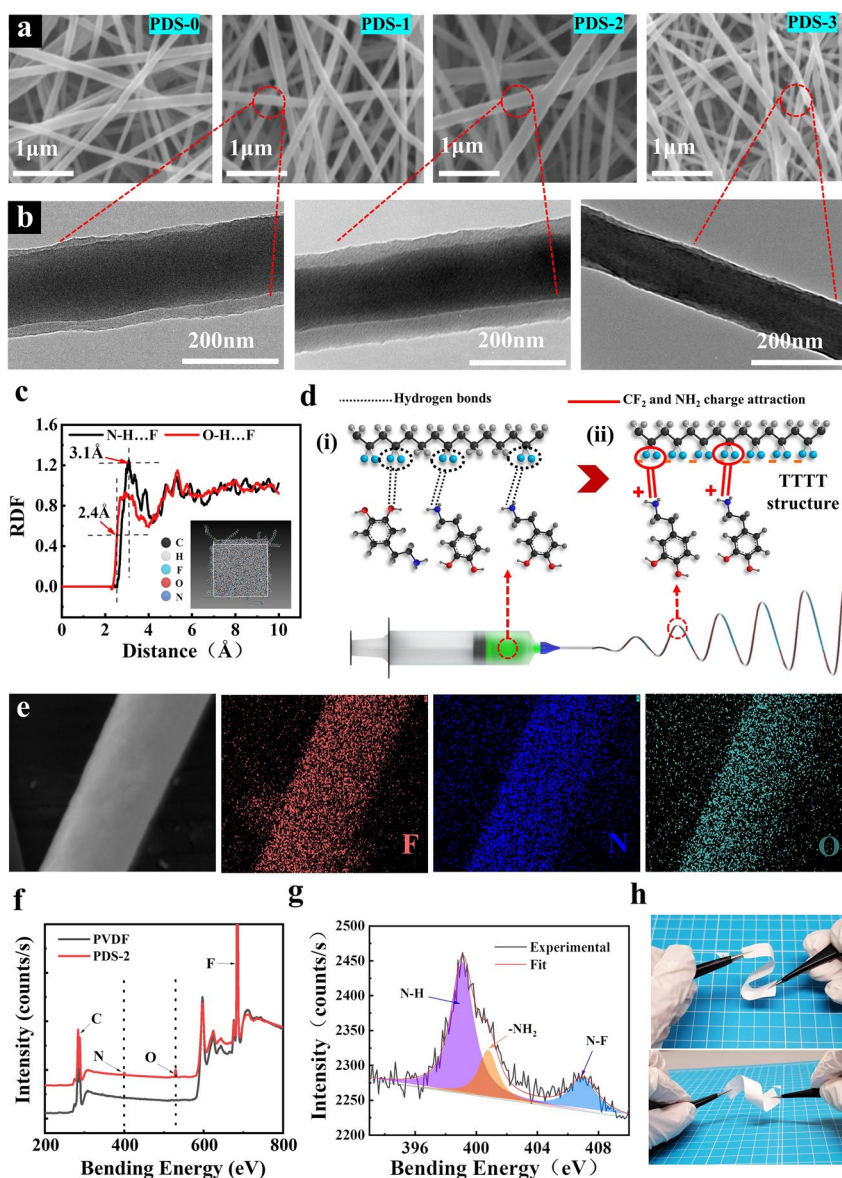 a
PDS-0
PDS-1
PDS-2
PDS-3
1μm
1μm
1μm
1μm
b
200nm
200nm
200nm
c
N-H…F
O-H…F
3.1Å
2.4Å
RDF
1.2
0.9
0.6
0.3
0.0
C
H
F
O
N
0 2 4 6 8 10
Distance（Å）
d
Hydrogen bonds
CF2 and NH2 charge attraction
(i)
(ii)
TTTT
structure
+
+
e
F
N
O
f
Intensity (counts/s)
PVDF
PDS-2
C
N
O
F
200 400 600 800
Bending Energy (eV)
g
Intensity（counts/s）
2500
2450
2400
2350
2300
2250
2200
Experimental
Fit
N-H
-NH2
N-F
396 400 404 408
Bending Energy（eV）
h